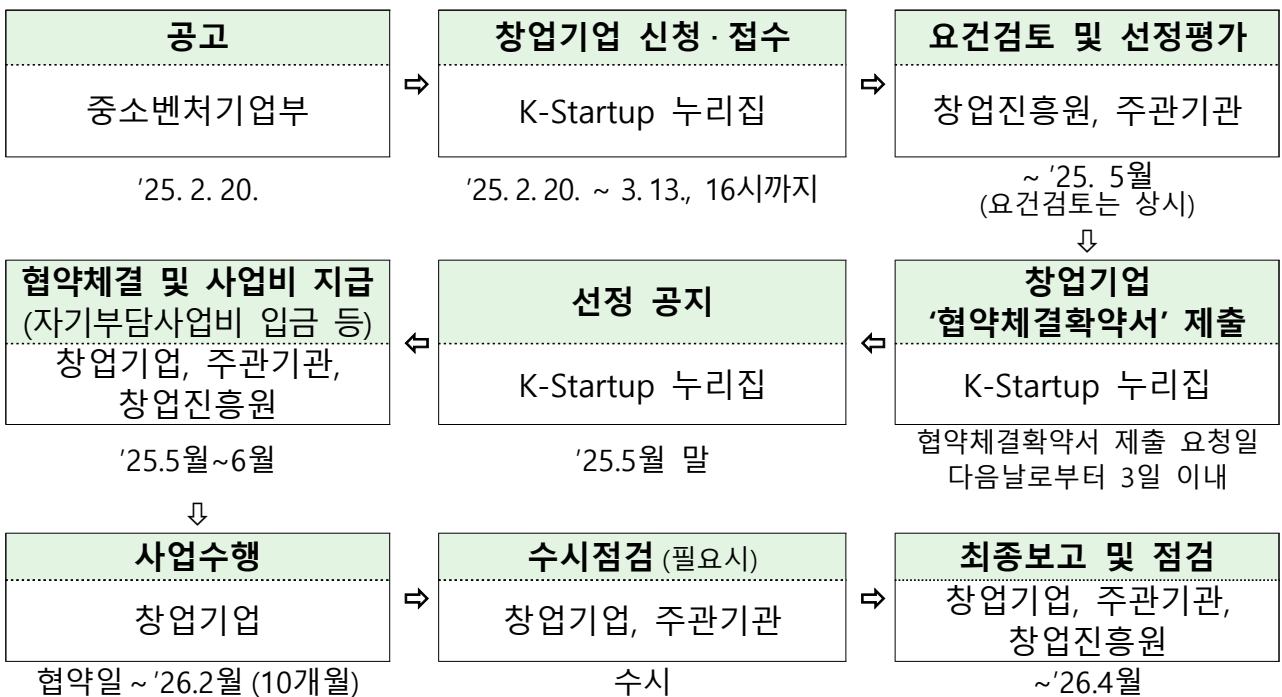 공고
중소벤처기업부
'25. 2. 20.
⇨
창업기업 신청 · 접수
K-Startup 누리집
'25. 2. 20. ~ 3. 13., 16시까지
⇨
요건검토 및 선정평가
창업진흥원, 주관기관
~ '25. 5월
(요건검토는 상시)
⇩
창업기업
'협약체결확약서' 제출
K-Startup 누리집
협약체결확약서 제출 요청일
다음날로부터 3일 이내
⇦
선정 공지
K-Startup 누리집
'25.5월 말
⇦
협약체결 및 사업비 지급
(자기부담사업비 입금 등)
창업기업, 주관기관,
창업진흥원
'25.5월~6월
⇩
사업수행
창업기업
협약일 ~ '26.2월 (10개월)
⇨
수시점검 (필요시)
창업기업, 주관기관
수시
⇨
최종보고 및 점검
창업기업, 주관기관,
창업진흥원
~'26.4월